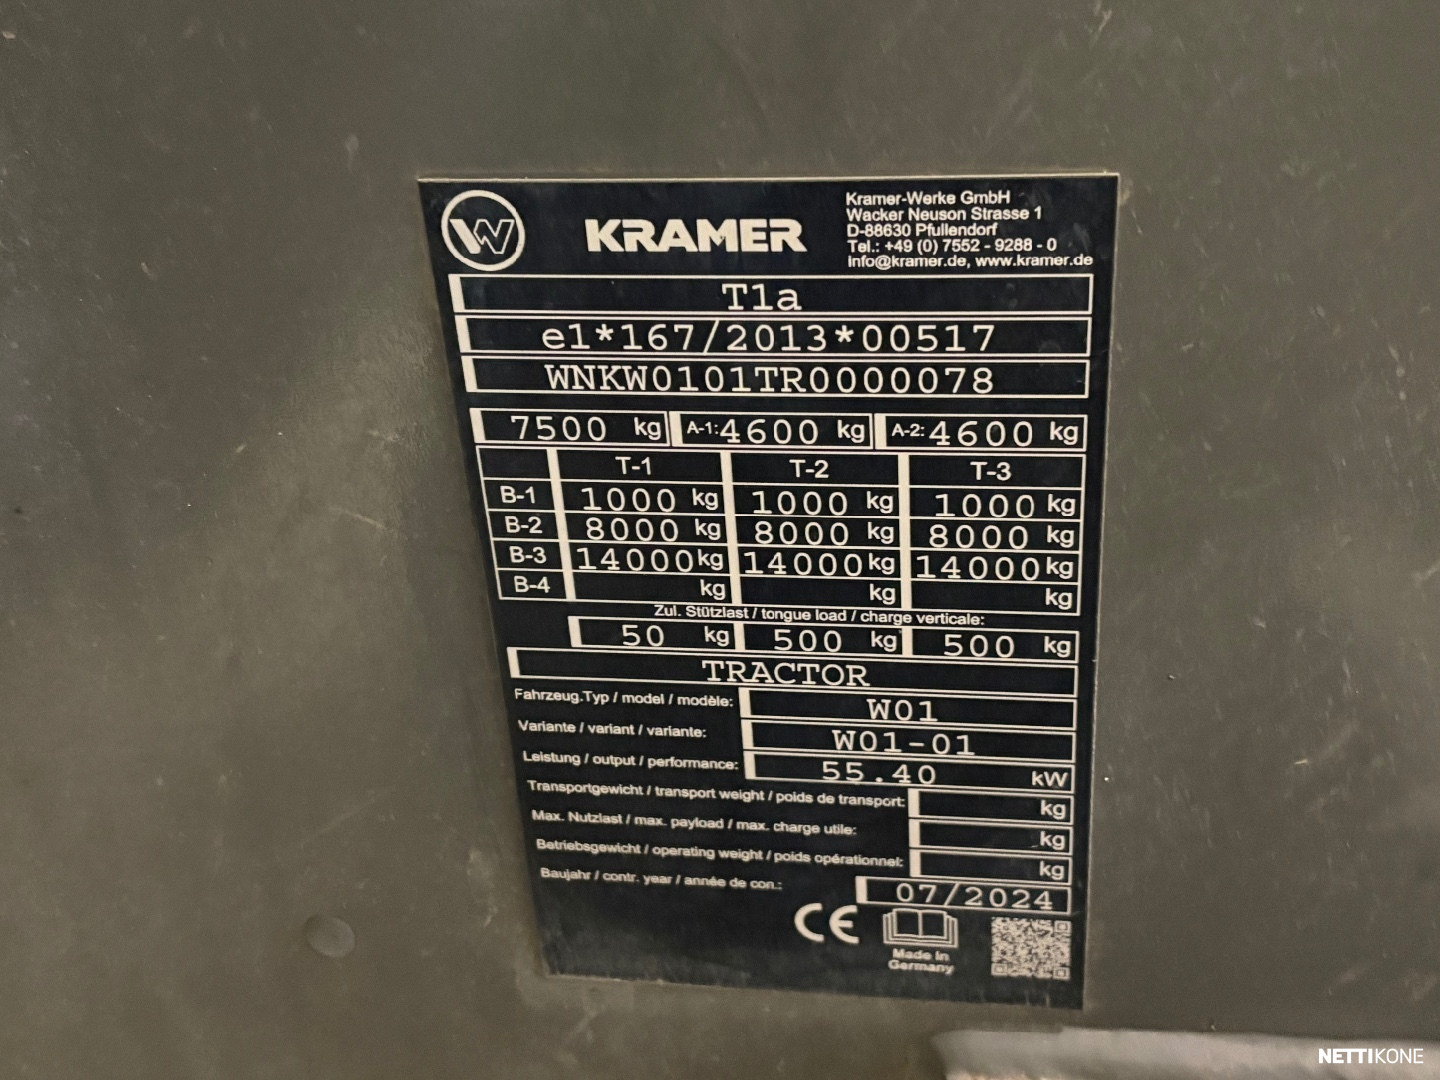 W
KRAMER
Kramer-Werke GmbH
Wacker Neuson Strasse 1
D-88630 Pfullendorf
Tel.: +49 (0) 7552 - 9288 - 0
info@kramer.de, www.kramer.de
T1a
e1*167/2013*00517
WNKW0101TR0000078
7500 kg A-1: 4600 kg A-2: 4600 kg
T-1 T-2 T-3
B-1 1000 kg 1000 kg 1000 kg
B-2 8000 kg 8000 kg 8000 kg
B-3 14000 kg 14000 kg 14000 kg
B-4 kg kg kg
Zul. Stützlast / tongue load / charge verticale:
50 kg 500 kg 500 kg
TRACTOR
Fahrzeug.Typ / model / modèle: W01
Variante / variant / variante: W01-01
Leistung / output / performance: 55.40 kW
Transportgewicht / transport weight / poids de transport: kg
Max. Nutzlast / max. payload / max. charge utile: kg
Betriebsgewicht / operating weight / poids opérationnel: kg
Baujahr / contr. year / année de con.: 07/2024
CE
Made in
Germany
NETTIKONE